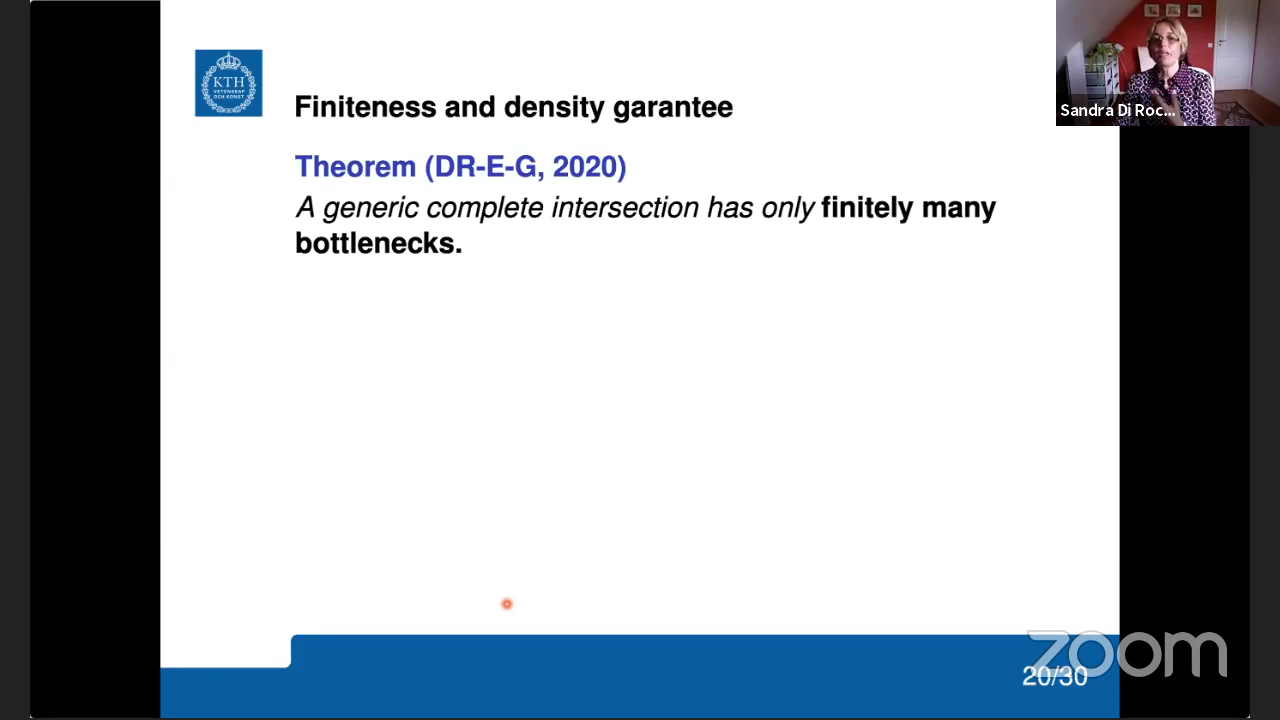 Sandra Di Roc...
KTH
VETENSKAP
OCH KONST
Finiteness and density garantee
Theorem (DR-E-G, 2020)
A generic complete intersection has only finitely many
bottlenecks.
zoom
20/30